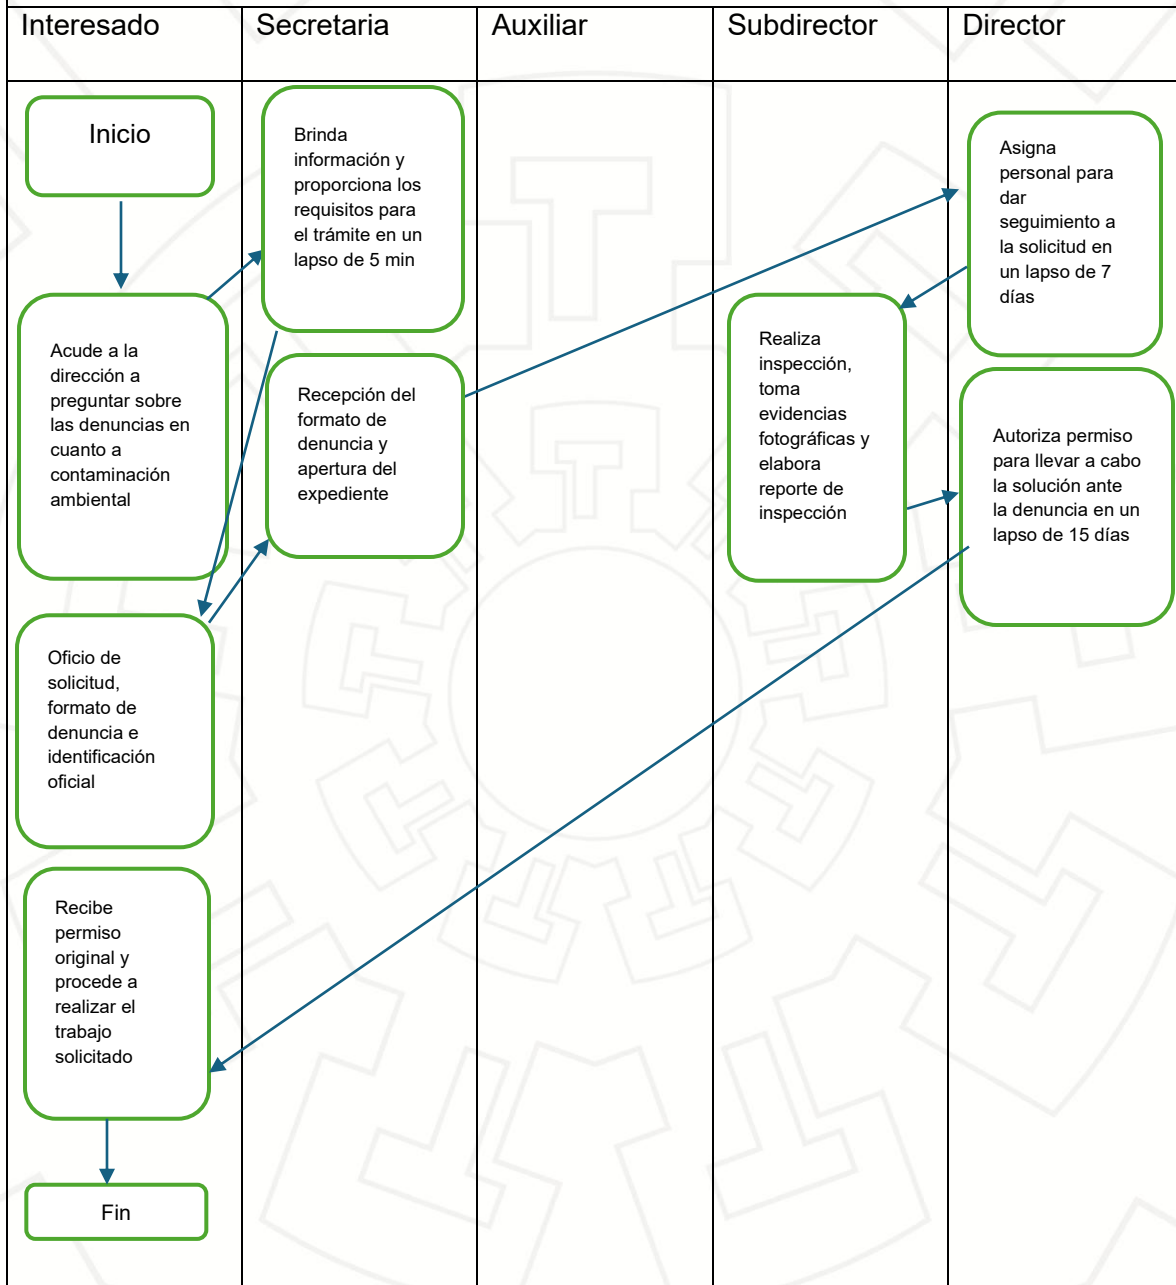 Interesado
Secretaria
Auxiliar
Subdirector
Director
Inicio
Acude a la
dirección a
preguntar sobre
las denuncias en
cuanto a
contaminación
ambiental
Oficio de
solicitud,
formato de
denuncia e
identificación
oficial
Recibe
permiso
original y
procede a
realizar el
trabajo
solicitado
Fin
Brinda
información y
proporciona los
requisitos para
el trámite en un
lapso de 5 min
Recepción del
formato de
denuncia y
apertura del
expediente
Realiza
inspección,
toma
evidencias
fotográficas y
elabora
reporte de
inspección
Asigna
personal para
dar
seguimiento a
la solicitud en
un lapso de 7
días
Autoriza permiso
para llevar a cabo
la solución ante
la denuncia en un
lapso de 15 días